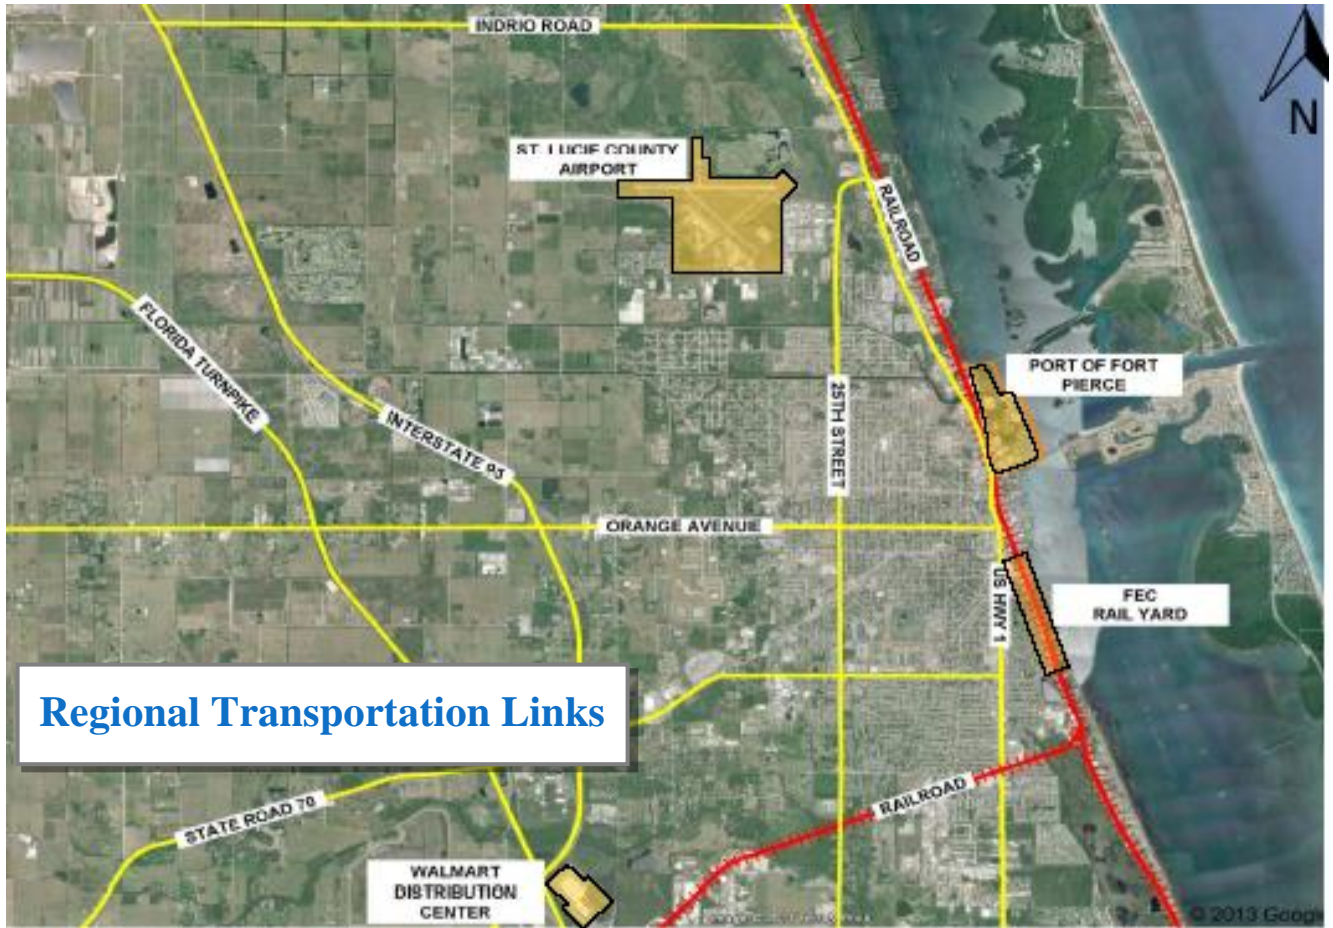 INDRIO ROAD
N
ST. LUCIE COUNTY
AIRPORT
RAILROAD
FLORIDA TURNPIKE
PORT OF FORT
PIERCE
25TH STREET
INTERSTATE 95
ORANGE AVENUIE
US HWY 1
FEC
RAIL YARD
Regional Transportation Links
RAILROAD
STATE ROAD 70
WALMART
DISTRIBUTION
CENTER
© 2013 Google